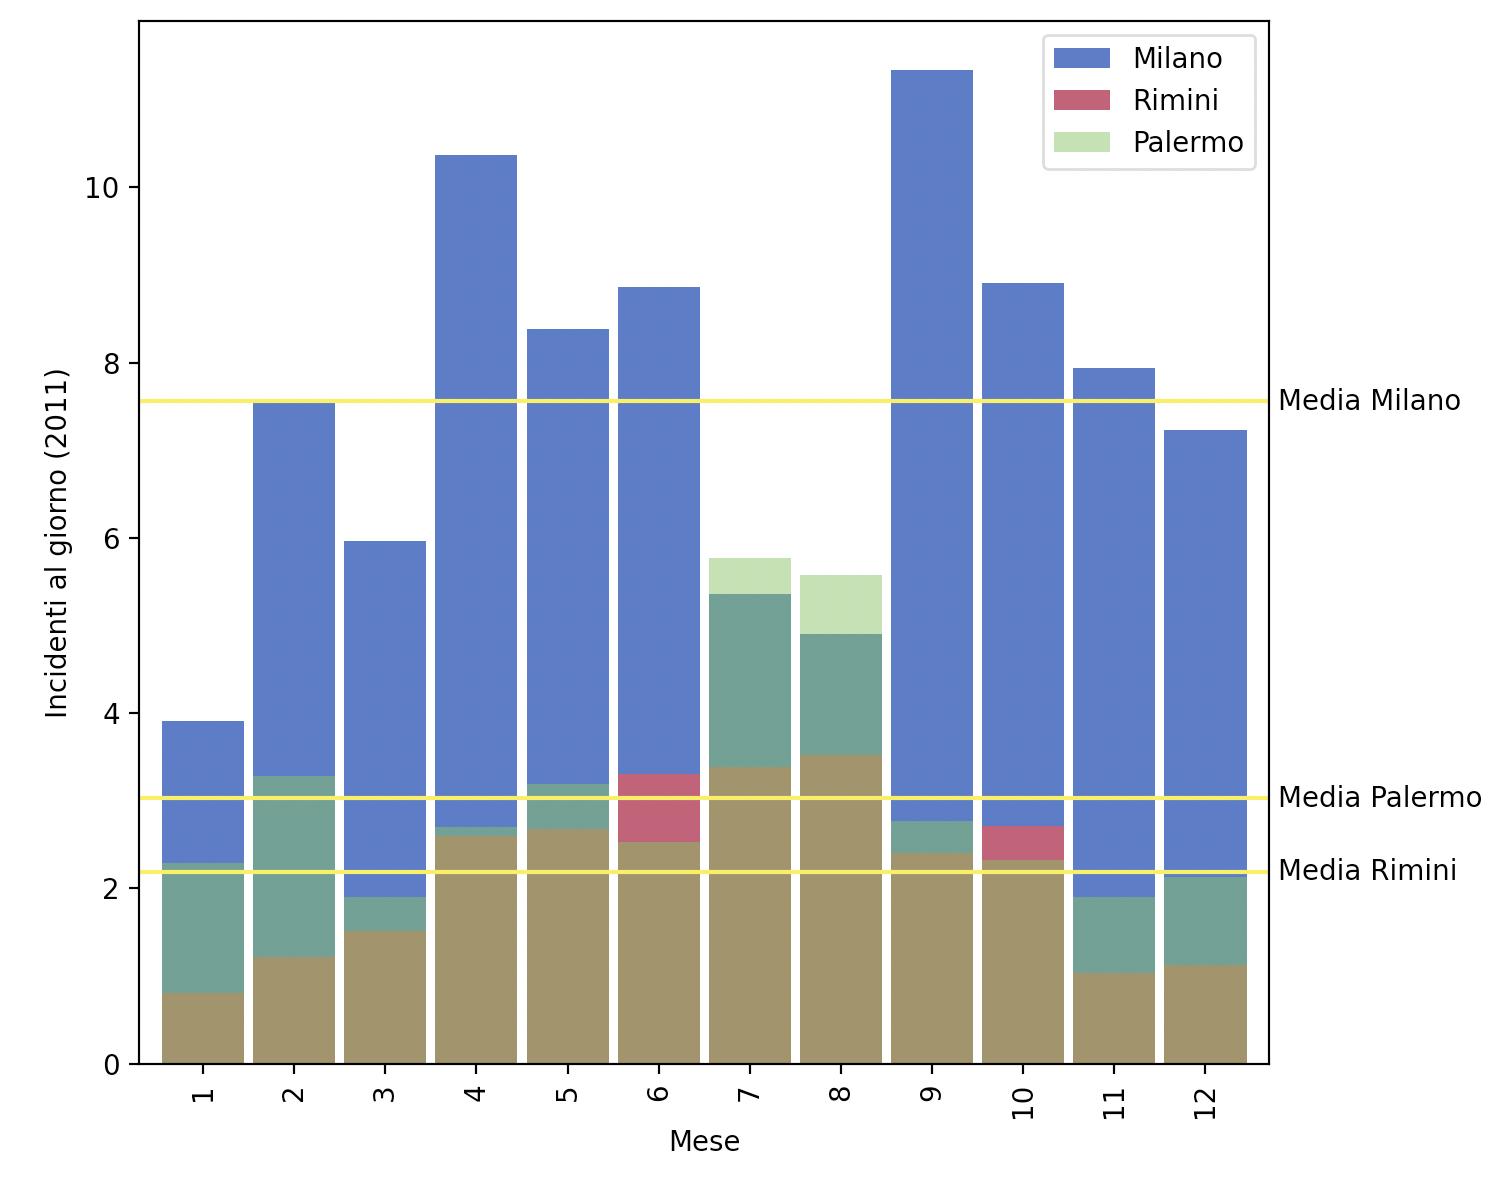 Milano
Rimini
Palermo
10
8
6
4
2
0
Incidenti al giorno (2011)
Media Milano
Media Palermo
Media Rimini
1 2 3 4 5 6 7 8 9 10 11 12
Mese